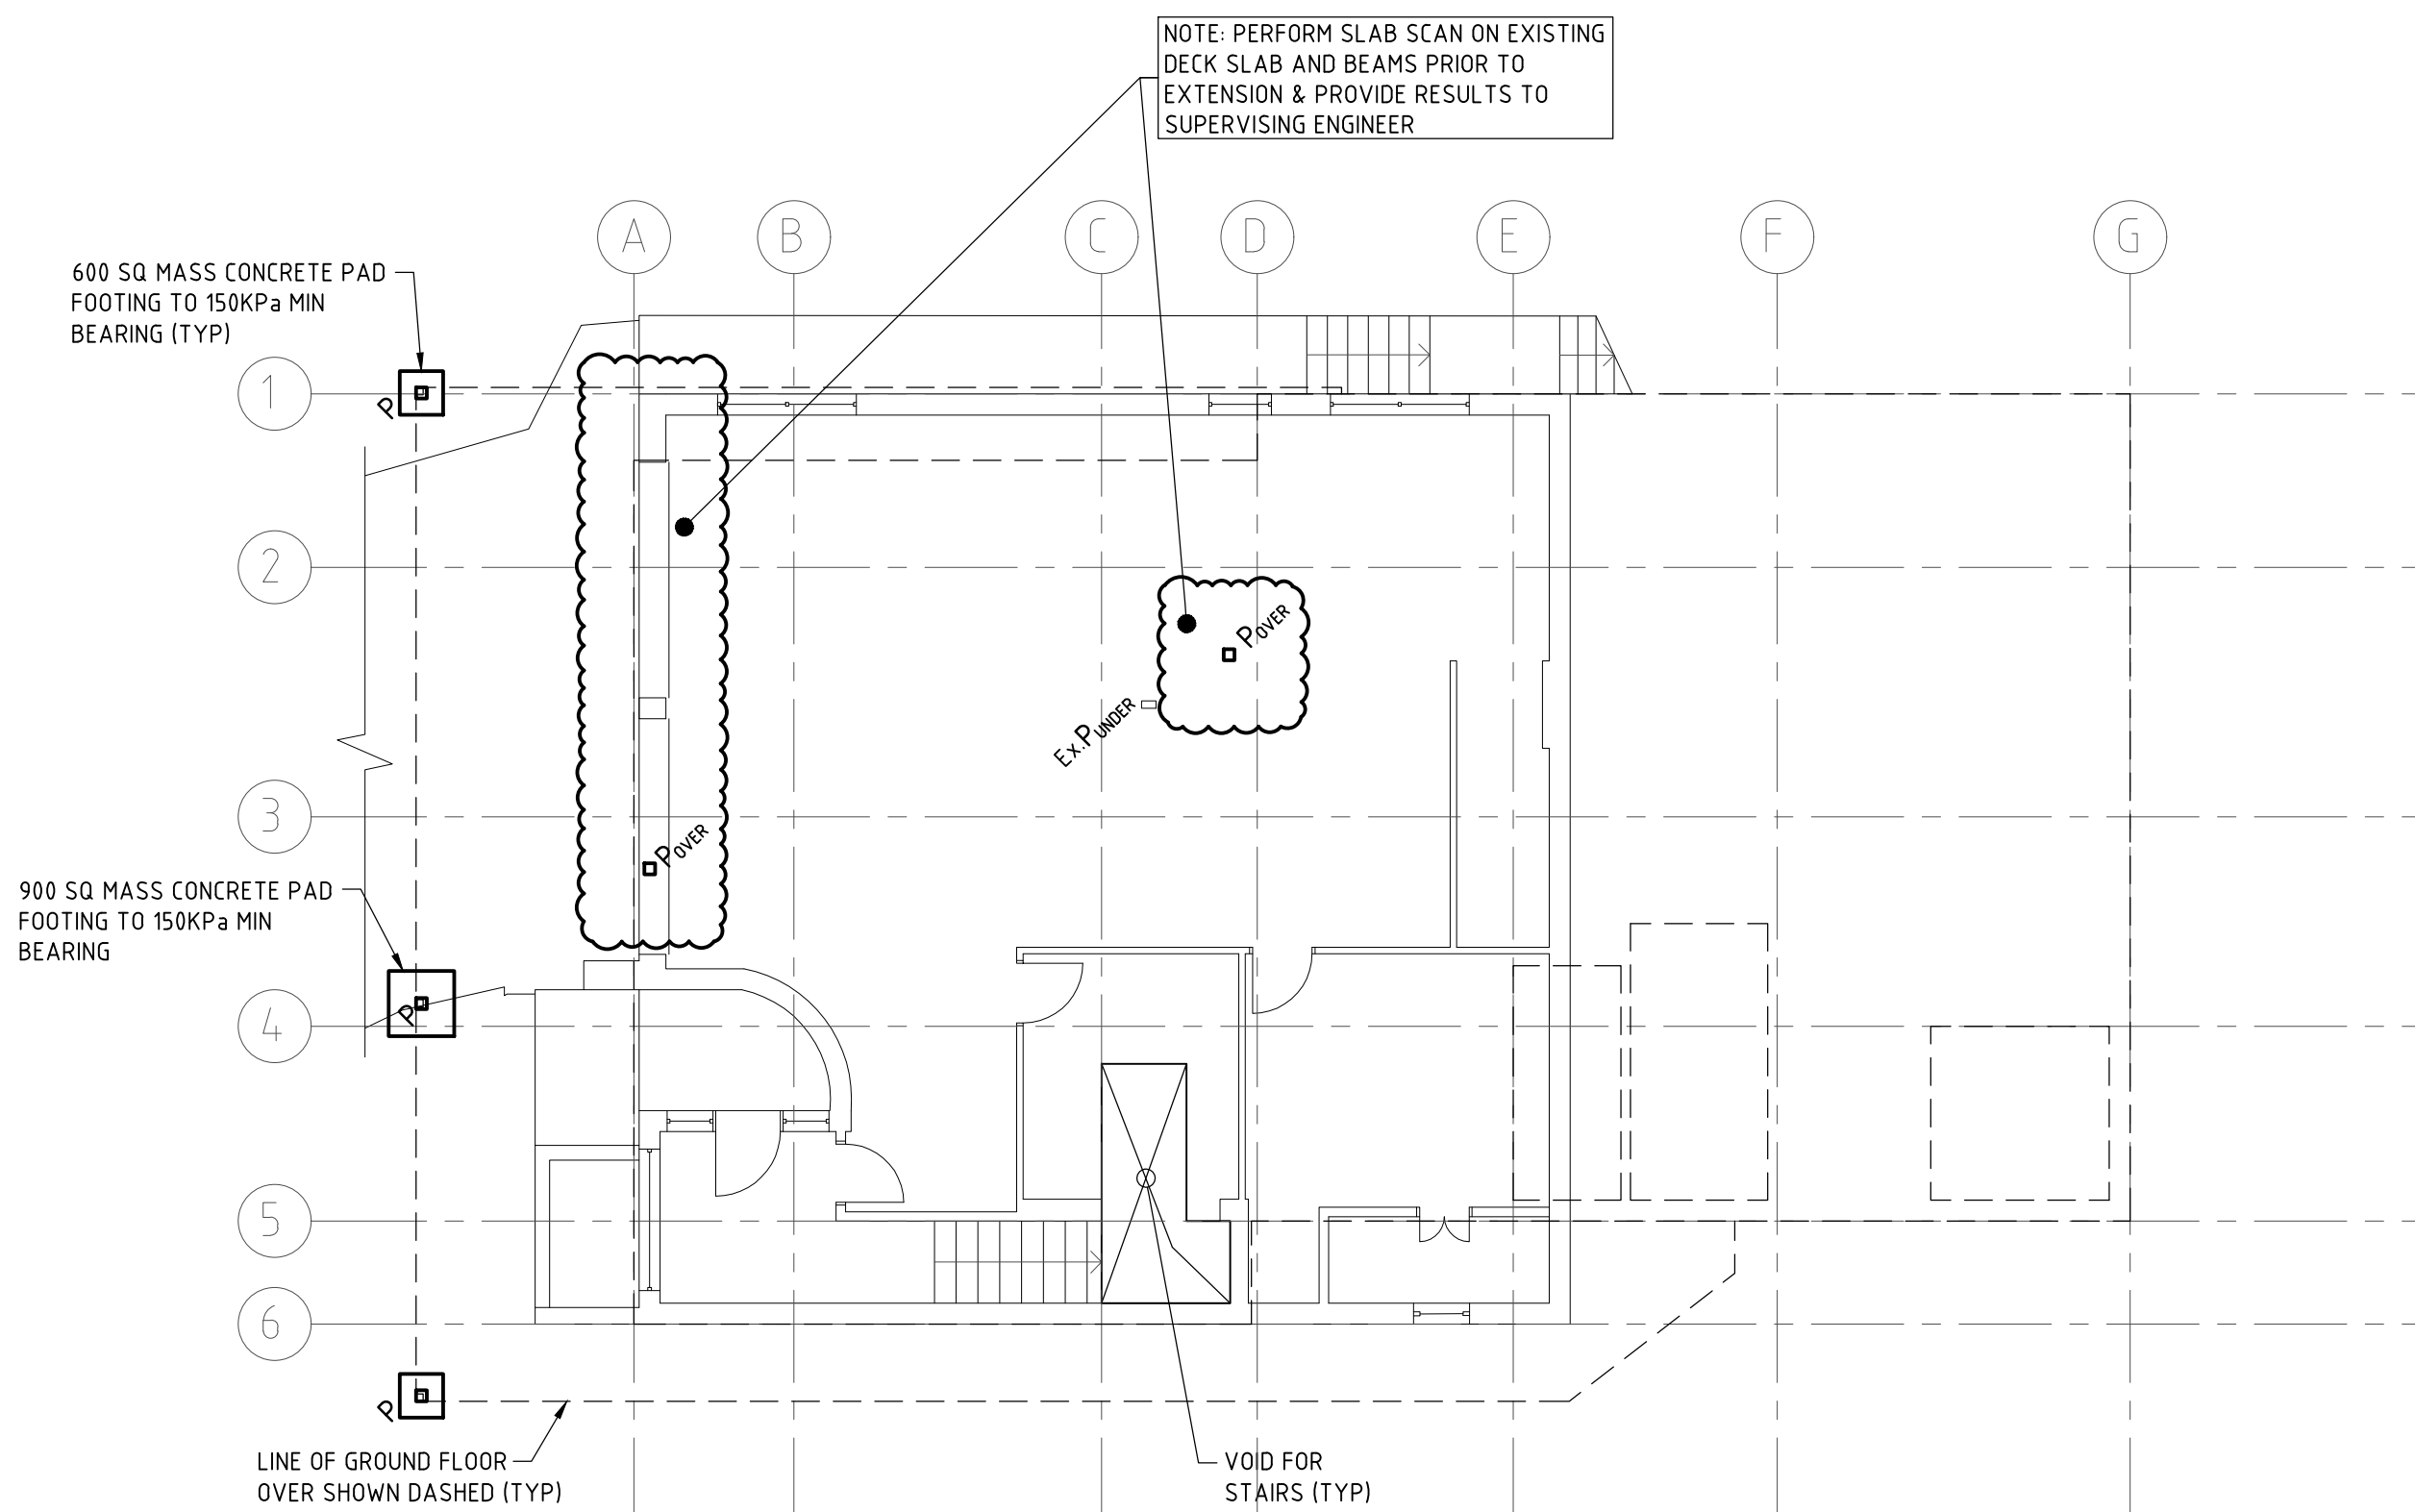 NOTE: PERFORM SLAB SCAN ON EXISTING
DECK SLAB AND BEAMS PRIOR TO
EXTENSION & PROVIDE RESULTS TO
SUPERVISING ENGINEER
A
B
C
D
E
F
G
600 SQ MASS CONCRETE PAD
FOOTING TO 150KPa MIN
BEARING (TYP)
1
P
2
POVER
Ex.PUNDER
3
POVER
900 SQ MASS CONCRETE PAD
FOOTING TO 150KPa MIN
BEARING
P
4
5
6
P
LINE OF GROUND FLOOR
OVER SHOWN DASHED (TYP)
VOID FOR
STAIRS (TYP)